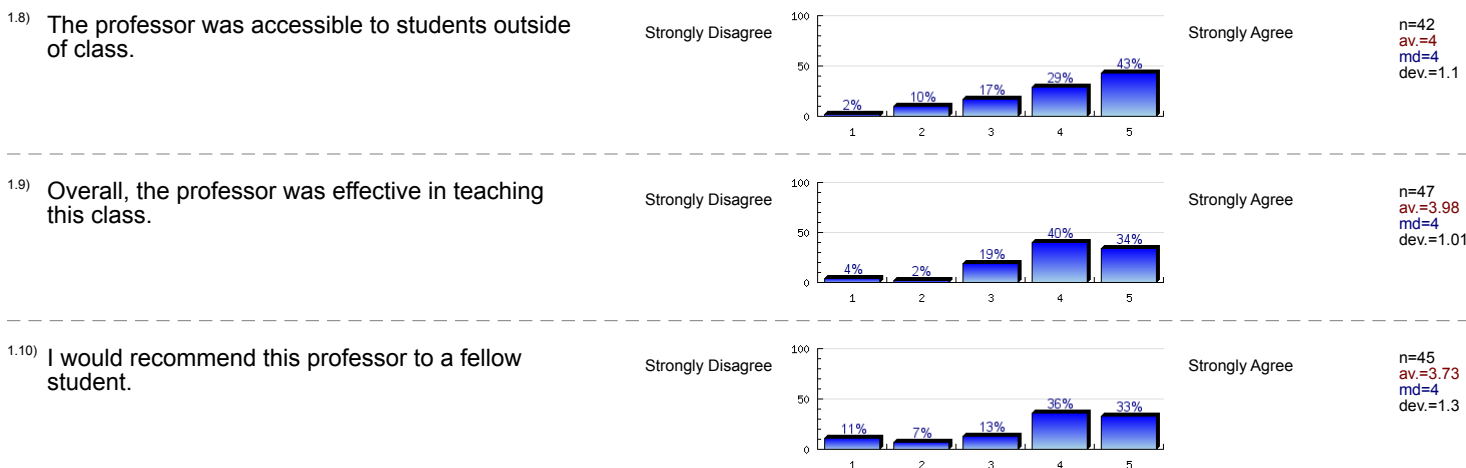 1.8) The professor was accessible to students outside
of class.
Strongly Disagree
100
50
0
2%
10%
17%
29%
43%
1 2 3 4 5
Strongly Agree
n=42
av.=4
md=4
dev.=1.1
1.9) Overall, the professor was effective in teaching
this class.
Strongly Disagree
100
50
0
4%
2%
19%
40%
34%
1 2 3 4 5
Strongly Agree
n=47
av.=3.98
md=4
dev.=1.01
1.10) I would recommend this professor to a fellow
student.
Strongly Disagree
100
50
0
11%
7%
13%
36%
33%
1 2 3 4 5
Strongly Agree
n=45
av.=3.73
md=4
dev.=1.3